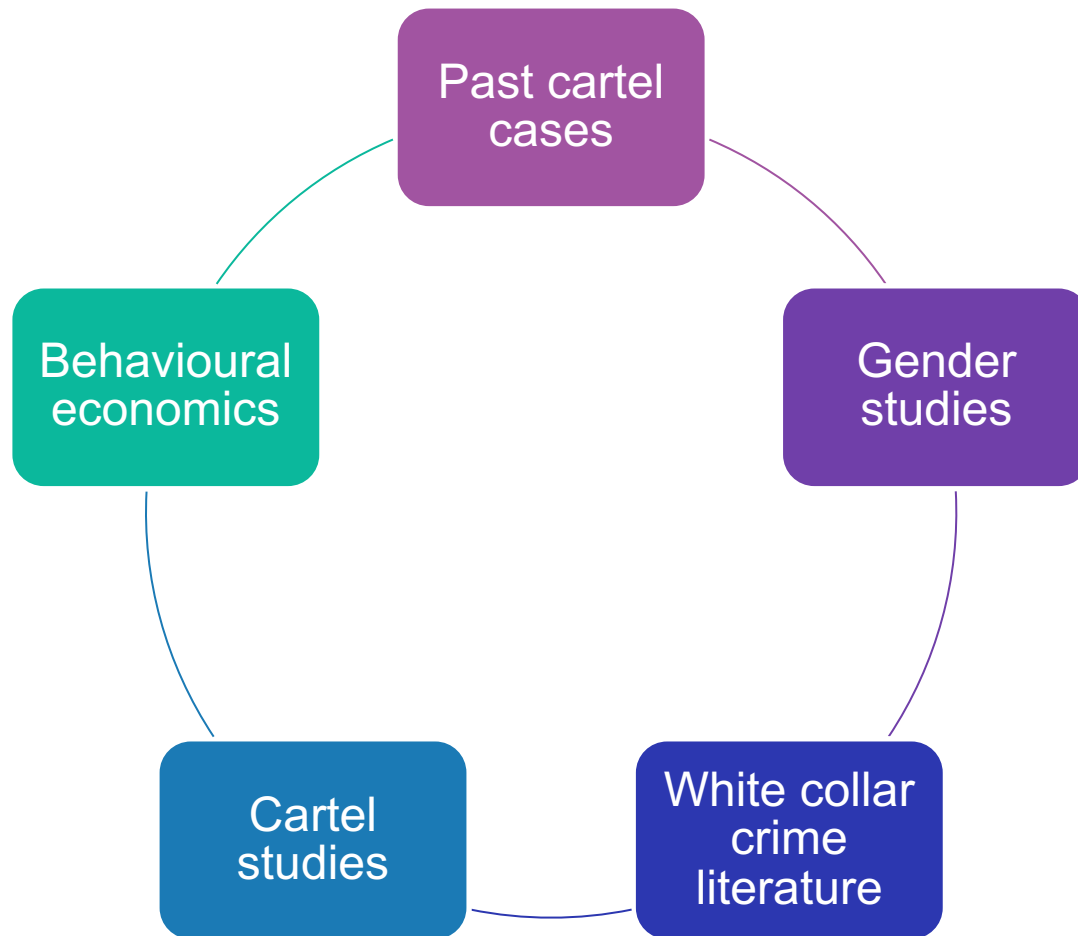 Past cartel
cases
Behavioural
economics
Gender
studies
Cartel
studies
White collar
crime
literature